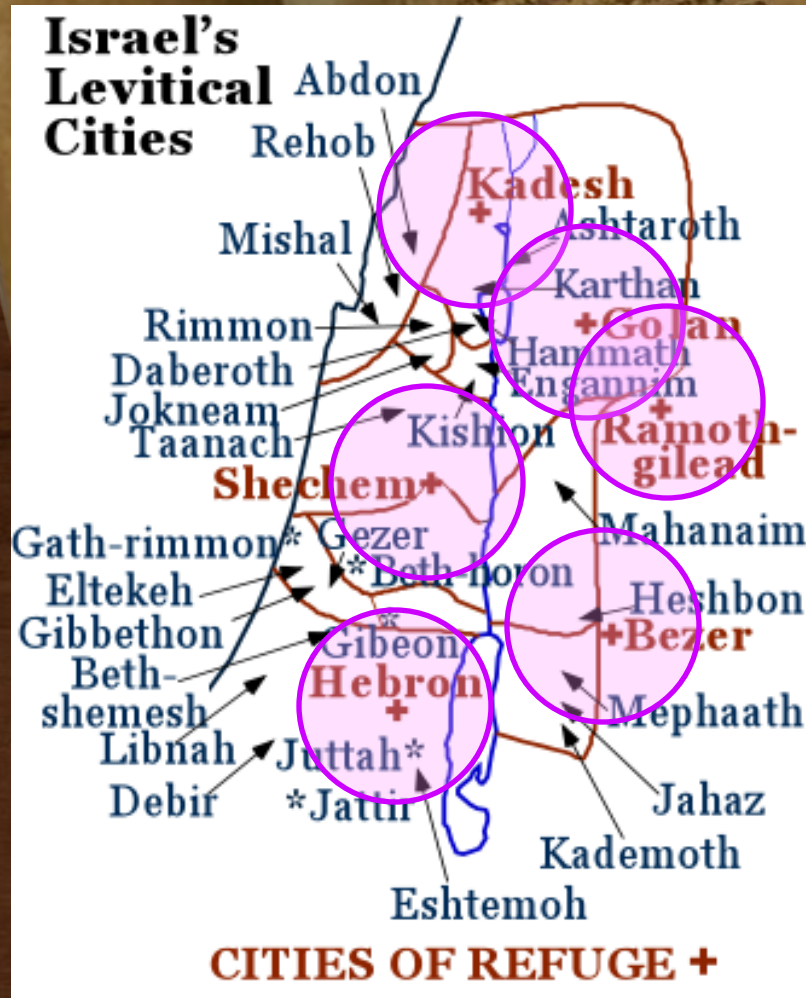 Israel's
Levitical
Cities
Abdon
Rehob
Kadesh
Mishal
Ashtaroth
Karthan
Rimmon
Golan
Daberoth
Hammath
Engannim
Jokneam
Taanach
Kishion
Ramoth-
gilead
Shechem
Gath-rimmon*
Gezer
Mahanaim
Eltekeh
*Beth-horon
Gibbethon
Heshbon
*
Gibeon
Bezer
Beth-
shemesh
Hebron
Mephaath
Libnah
Juttah*
Debir
*Jattir
Jahaz
Kademoth
Eshtemoh
CITIES OF REFUGE +